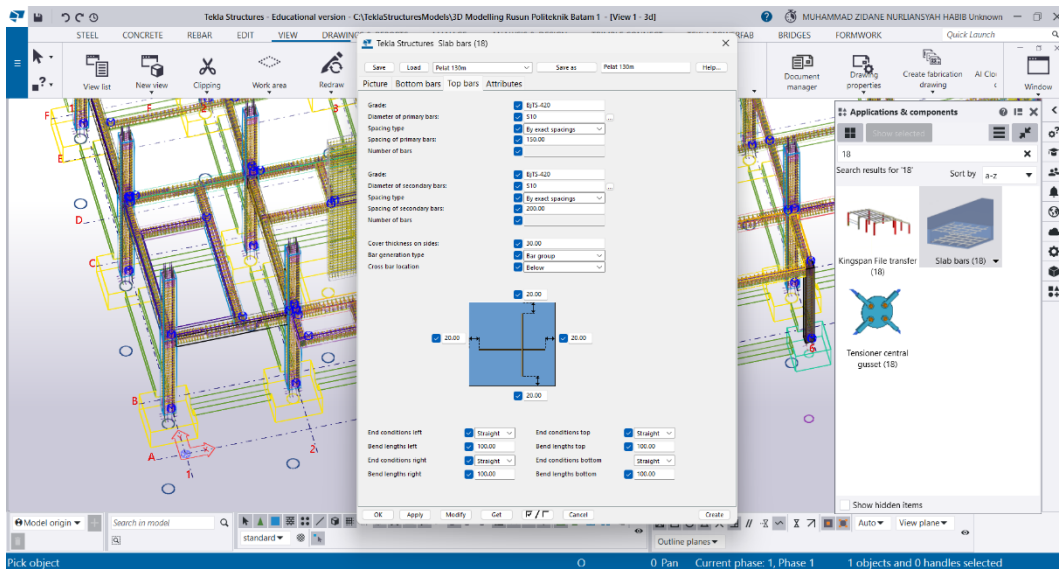 Tekla Structures - Educational version - C:\TeklaStructuresModels\3D Modelling Rusun Politeknik Batam 1 - [View 1 - 3d]
MUHAMMAD ZIDANE NURLIANSYAH HABIB Unknown
STEEL CONCRETE REBAR EDIT VIEW
BRIDGES FORMWORK Quick Launch
View list
New view
Clipping
Work area
Redraw
Document manager
Drawing properties
Create fabrication drawing
Window
Tekla Structures Slab bars (18)
Save Load Pelat 130m Save as Pelat 130m Help...
Picture Bottom bars Top bars Attributes
Grade: BjTS-420
Diameter of primary bars: S10 ...
Spacing type By exact spacings
Spacing of primary bars: 150.00
Number of bars
Grade: BjTS-420
Diameter of secondary bars: S10 ...
Spacing type By exact spacings
Spacing of secondary bars: 200.00
Number of bars
Cover thickness on sides: 30.00
Bar generation type Bar group
Cross bar location Below
20.00
20.00 20.00
20.00
End conditions left Straight End conditions top Straight
Bend lengths left 100.00 Bend lengths top 100.00
End conditions right Straight End conditions bottom Straight
Bend lengths right 100.00 Bend lengths bottom 100.00
OK Apply Modify Get Cancel Create
Applications & components
Show selected
18
Search results for '18' Sort by a-z
Kingspan File transfer (18)
Slab bars (18)
Tensioner central gusset (18)
Show hidden items
F
E
D
C
B
A
1
2
3
6
Model origin
Search in model
standard
Auto View plane
Outline planes
Pick object O 0 Pan Current phase: 1, Phase 1 1 objects and 0 handles selected